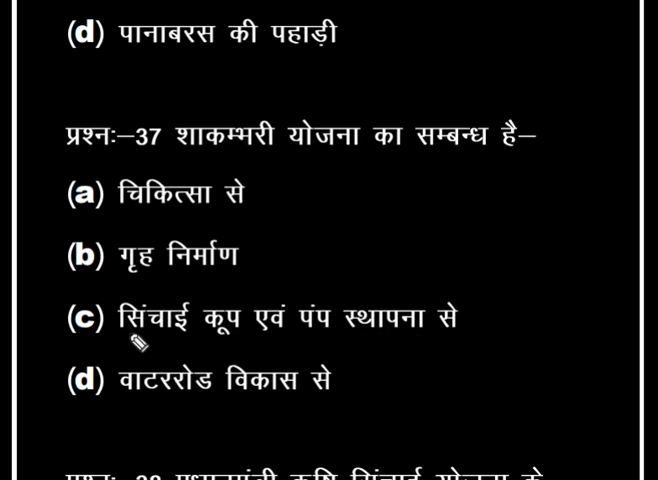 (d) पानाबरस की पहाड़ी
प्रश्नः–37 शाकम्भरी योजना का सम्बन्ध है–
(a) चिकित्सा से
(b) गृह निर्माण
(c) सिंचाई कूप एवं पंप स्थापना से
(d) वाटररोड विकास से